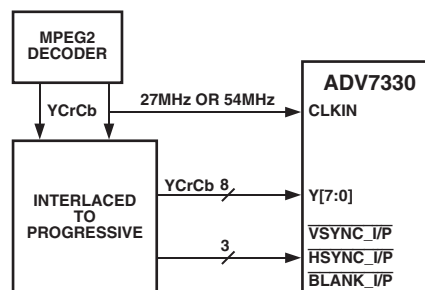 MPEG2
DECODER
YCrCb
27MHz OR 54MHz
ADV7330
CLKIN
INTERLACED
TO
PROGRESSIVE
YCrCb 8
Y[7:0]
3
VSYNC_I/P
HSYNC_I/P
BLANK_I/P